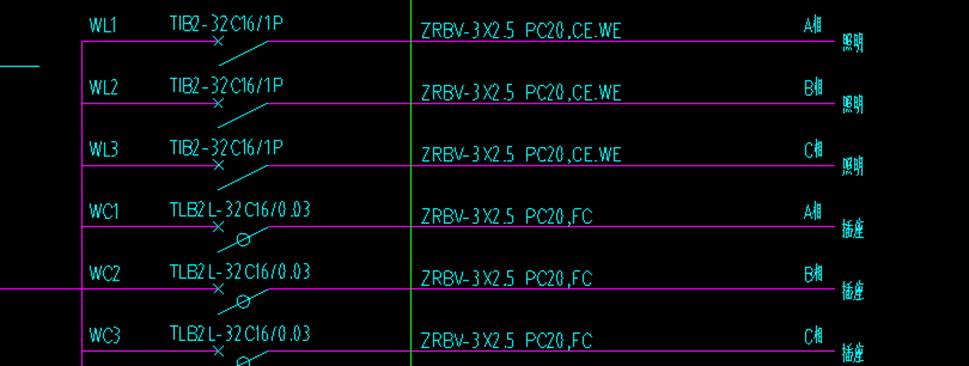 WL1 TIB2-32C16/1P ZRBV-3X2.5 PC20,CE.WE A相 照明
WL2 TIB2-32C16/1P ZRBV-3X2.5 PC20,CE.WE B相 照明
WL3 TIB2-32C16/1P ZRBV-3X2.5 PC20,CE.WE C相 照明
WC1 TLB2L-32C16/0.03 ZRBV-3X2.5 PC20,FC A相 插座
WC2 TLB2L-32C16/0.03 ZRBV-3X2.5 PC20,FC B相 插座
WC3 TLB2L-32C16/0.03 ZRBV-3X2.5 PC20,FC C相 插座